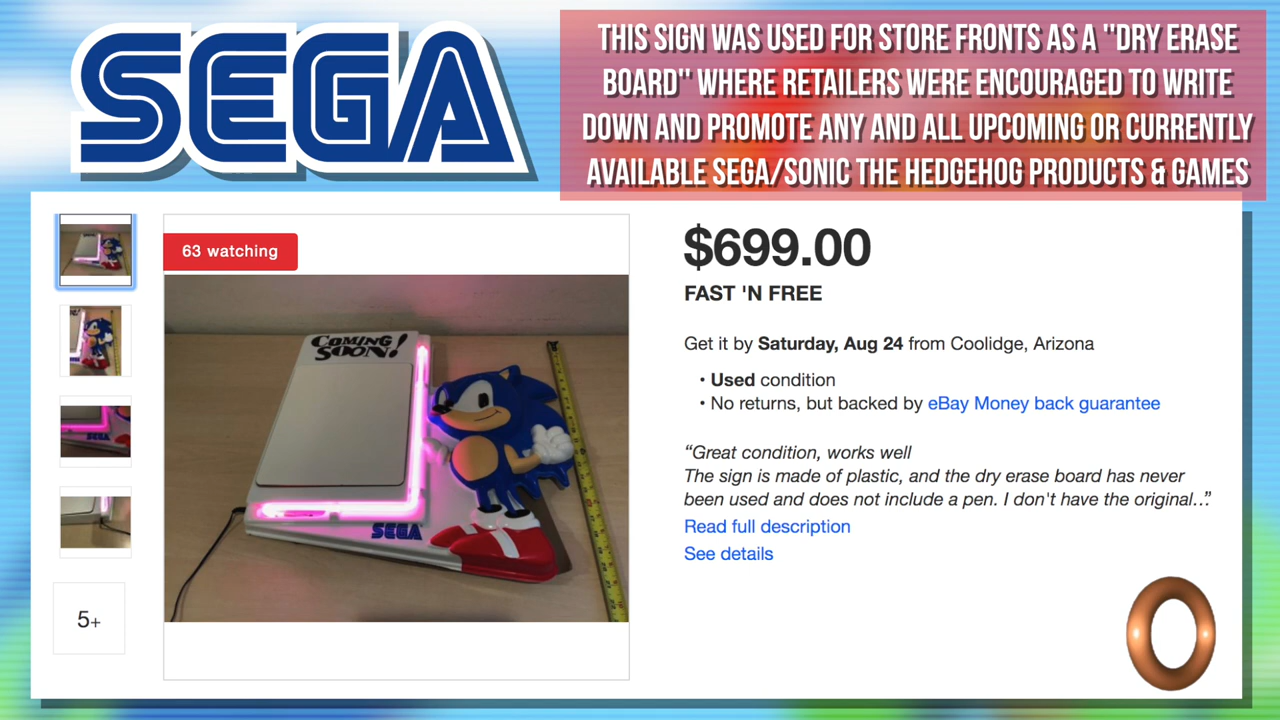 SEGA
THIS SIGN WAS USED FOR STORE FRONTS AS A "DRY ERASE
BOARD" WHERE RETAILERS WERE ENCOURAGED TO WRITE
DOWN AND PROMOTE ANY AND ALL UPCOMING OR CURRENTLY
AVAILABLE SEGA/SONIC THE HEDGEHOG PRODUCTS & GAMES
63 watching
COMING
SOON!
SEGA
5+
$699.00
FAST 'N FREE
Get it by Saturday, Aug 24 from Coolidge, Arizona
• Used condition
• No returns, but backed by eBay Money back guarantee
“Great condition, works well
The sign is made of plastic, and the dry erase board has never
been used and does not include a pen. I don't have the original..”
Read full description
See details